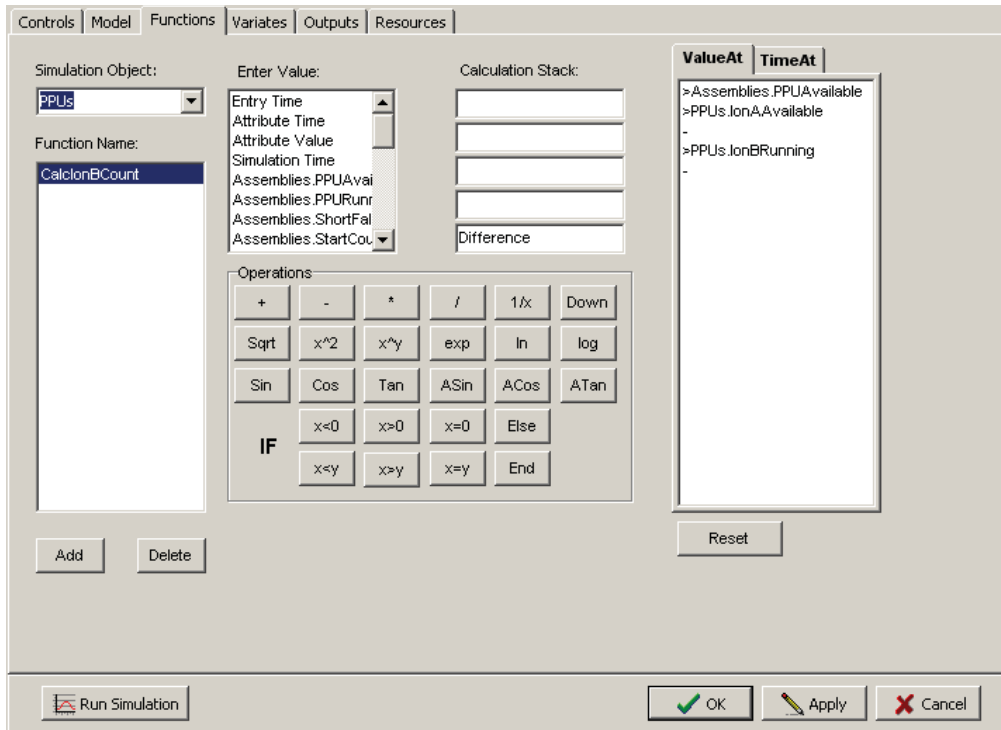 Controls Model Functions Variates Outputs Resources
Simulation Object:
PPUs
Function Name:
CalcIonBCount
Add Delete
Enter Value:
Entry Time
Attribute Time
Attribute Value
Simulation Time
Assemblies.PPUAvai
Assemblies.PPURunr
Assemblies.ShortFal
Assemblies.StartCou
Calculation Stack:
Difference
Operations
+ - * / 1/x Down
Sqrt x^2 x^y exp ln log
Sin Cos Tan ASin ACos ATan
IF
x<0 x>0 x=0 Else
x<y x>y x=y End
ValueAt TimeAt
>Assemblies.PPUAvailable
>PPUs.IonAAvailable
-
>PPUs.IonBRunning
-
Reset
Run Simulation OK Apply Cancel